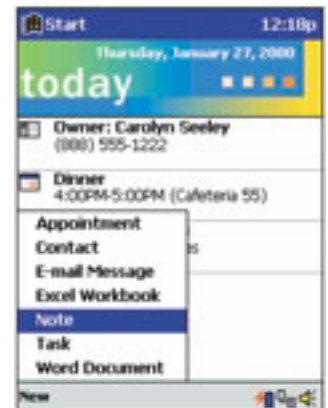 Start 12:18p
Thursday, January 27, 2000
today
Owner: Carolyn Seeley
(888) 555-1222
Dinner
4:00PM-5:00PM (Cafeteria 55)
Appointment
Contact
E-mail Message
Excel Workbook
Note
Task
Word Document
New